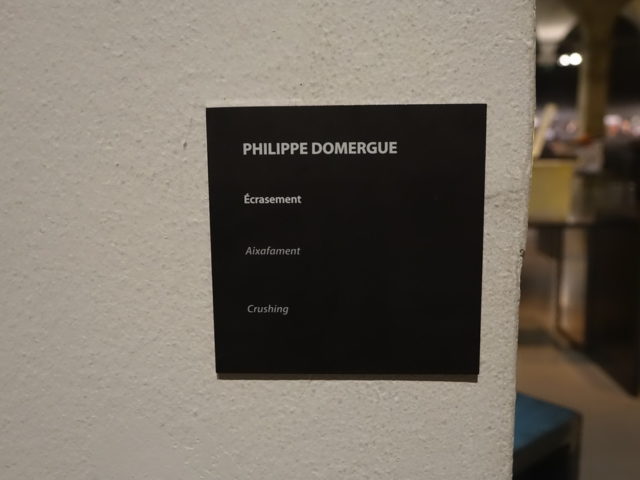 PHILIPPE DOMERGUE
Écrasement
Aixafament
Crushing